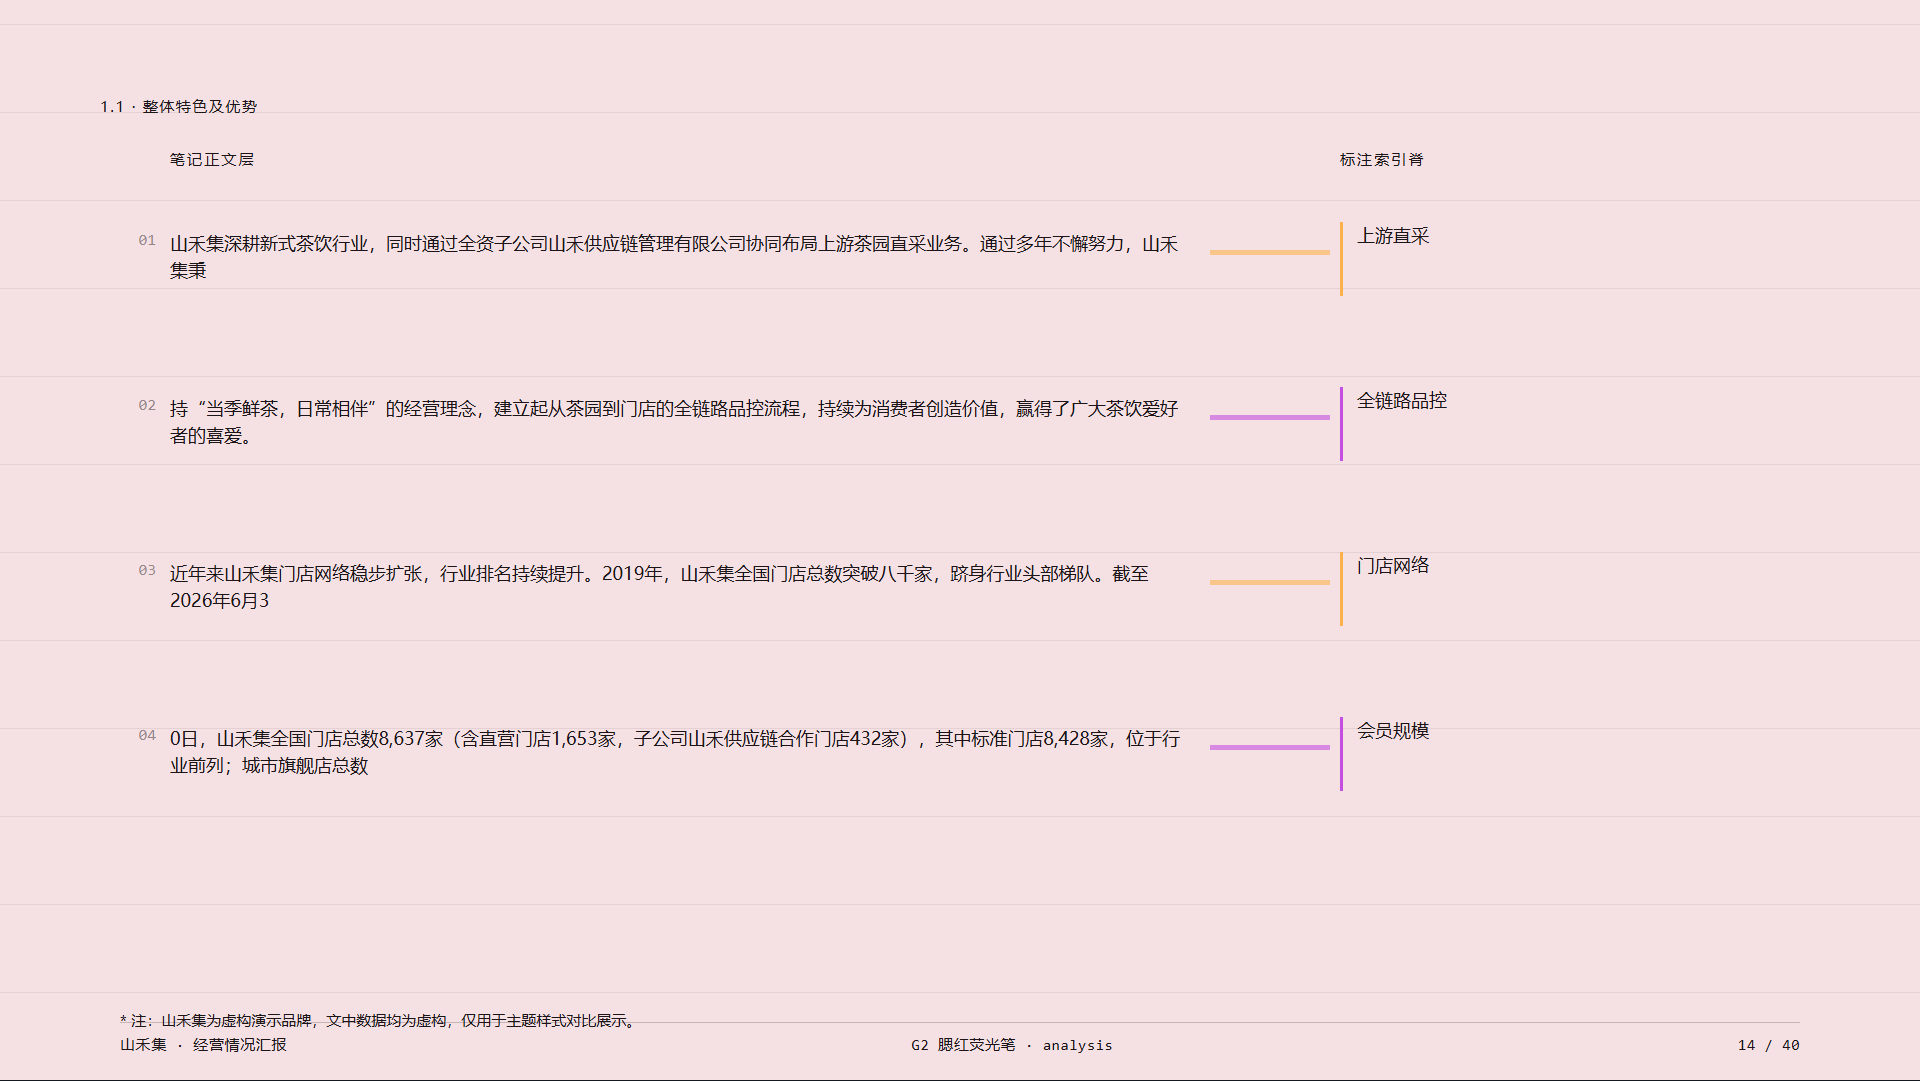 1.1 · 整体特色及优势
笔记正文层
标注索引脊
01 山禾集深耕新式茶饮行业，同时通过全资子公司山禾供应链管理有限公司协同布局上游茶园直采业务。通过多年不懈努力，山禾
集秉
上游直采
02 持“当季鲜茶，日常相伴”的经营理念，建立起从茶园到门店的全链路品控流程，持续为消费者创造价值，赢得了广大茶饮爱好
者的喜爱。
全链路品控
03 近年来山禾集门店网络稳步扩张，行业排名持续提升。2019年，山禾集全国门店总数突破八千家，跻身行业头部梯队。截至
2026年6月3
门店网络
04 0日，山禾集全国门店总数8,637家（含直营门店1,653家，子公司山禾供应链合作门店432家），其中标准门店8,428家，位于行
业前列；城市旗舰店总数
会员规模
* 注：山禾集为虚构演示品牌，文中数据均为虚构，仅用于主题样式对比展示。
山禾集 · 经营情况汇报
G2 腮红荧光笔 · analysis
14 / 40